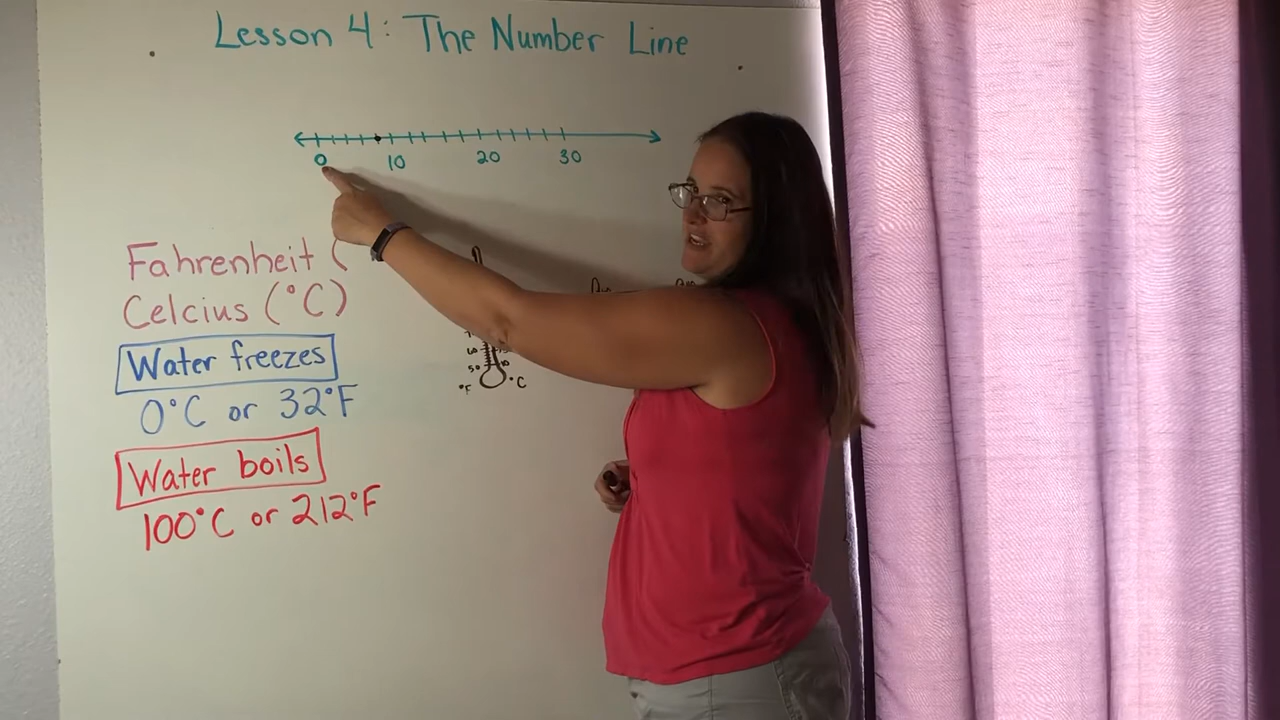 Lesson 4: The Number Line
0 10 20 30
Fahrenheit (
Celcius (°C)
Water freezes
0°C or 32°F
Water boils
100°C or 212°F
50
°F °C